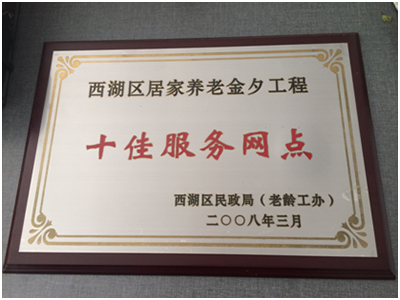 西湖区居家养老金夕工程
十佳服务网点
西湖区民政局（老龄工办）
二〇〇八年三月